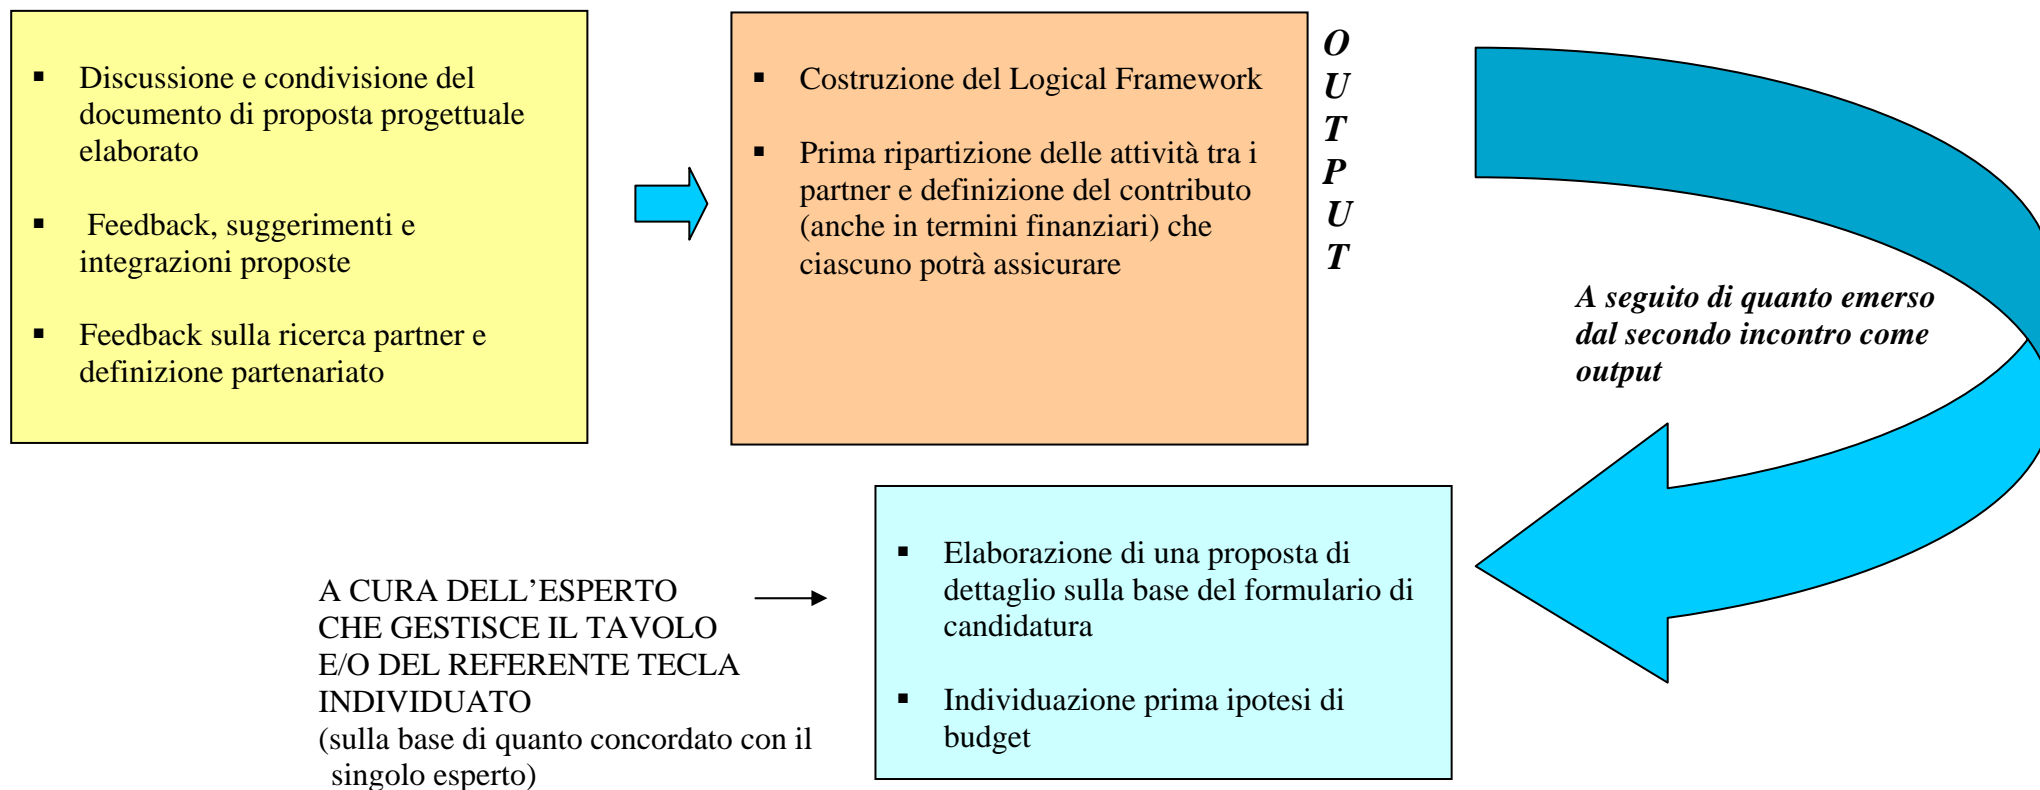 ▪ Discussione e condivisione del
documento di proposta progettuale
elaborato
▪ Feedback, suggerimenti e
integrazioni proposte
▪ Feedback sulla ricerca partner e
definizione partenariato
▪ Costruzione del Logical Framework
▪ Prima ripartizione delle attività tra i
partner e definizione del contributo
(anche in termini finanziari) che
ciascuno potrà assicurare
O
U
T
P
U
T
A seguito di quanto emerso
dal secondo incontro come
output
A CURA DELL’ESPERTO
CHE GESTISCE IL TAVOLO
E/O DEL REFERENTE TECLA
INDIVIDUATO
(sulla base di quanto concordato con il
singolo esperto)
▪ Elaborazione di una proposta di
dettaglio sulla base del formulario di
candidatura
▪ Individuazione prima ipotesi di
budget